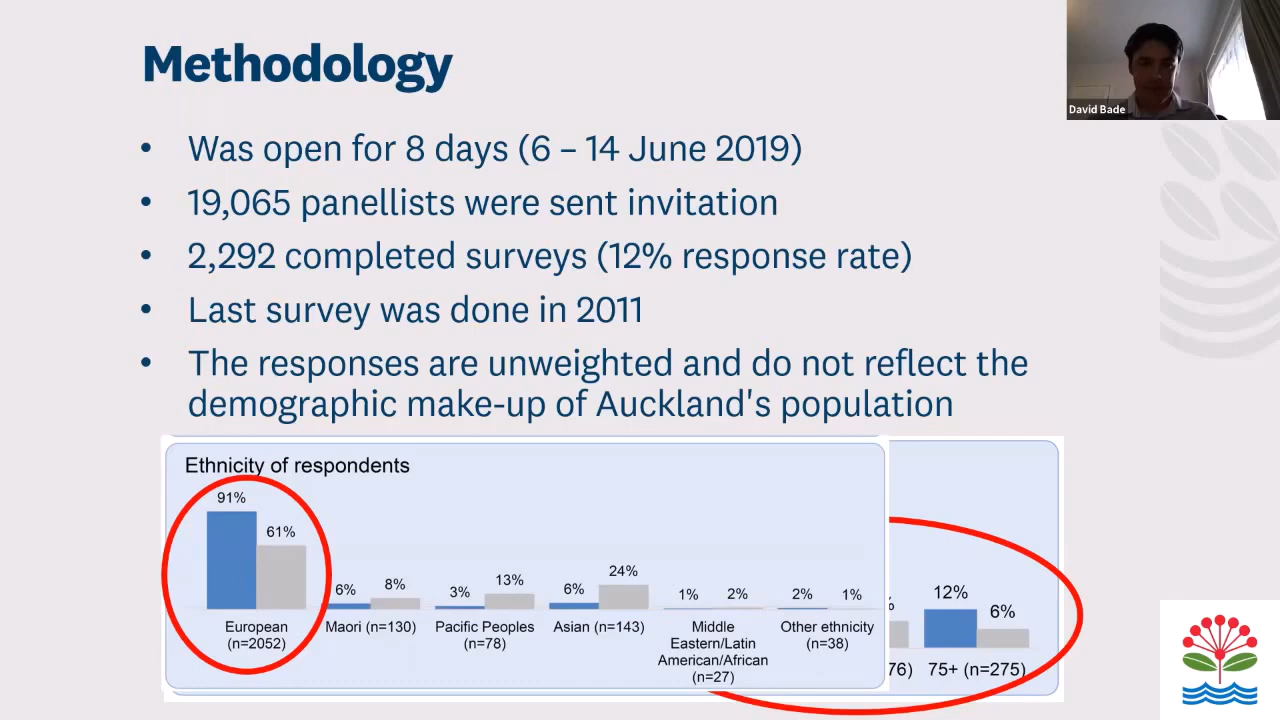 Methodology
David Bade
• Was open for 8 days (6 – 14 June 2019)
• 19,065 panellists were sent invitation
• 2,292 completed surveys (12% response rate)
• Last survey was done in 2011
• The responses are unweighted and do not reflect the
demographic make-up of Auckland's population
Ethnicity of respondents
91%
61%
6%
8%
3%
13%
6%
24%
1%
2%
2%
1%
%
12%
6%
European
(n=2052)
Maori (n=130)
Pacific Peoples
(n=78)
Asian (n=143)
Middle
Eastern/Latin
American/African
(n=27)
Other ethnicity
(n=38)
76)
75+ (n=275)